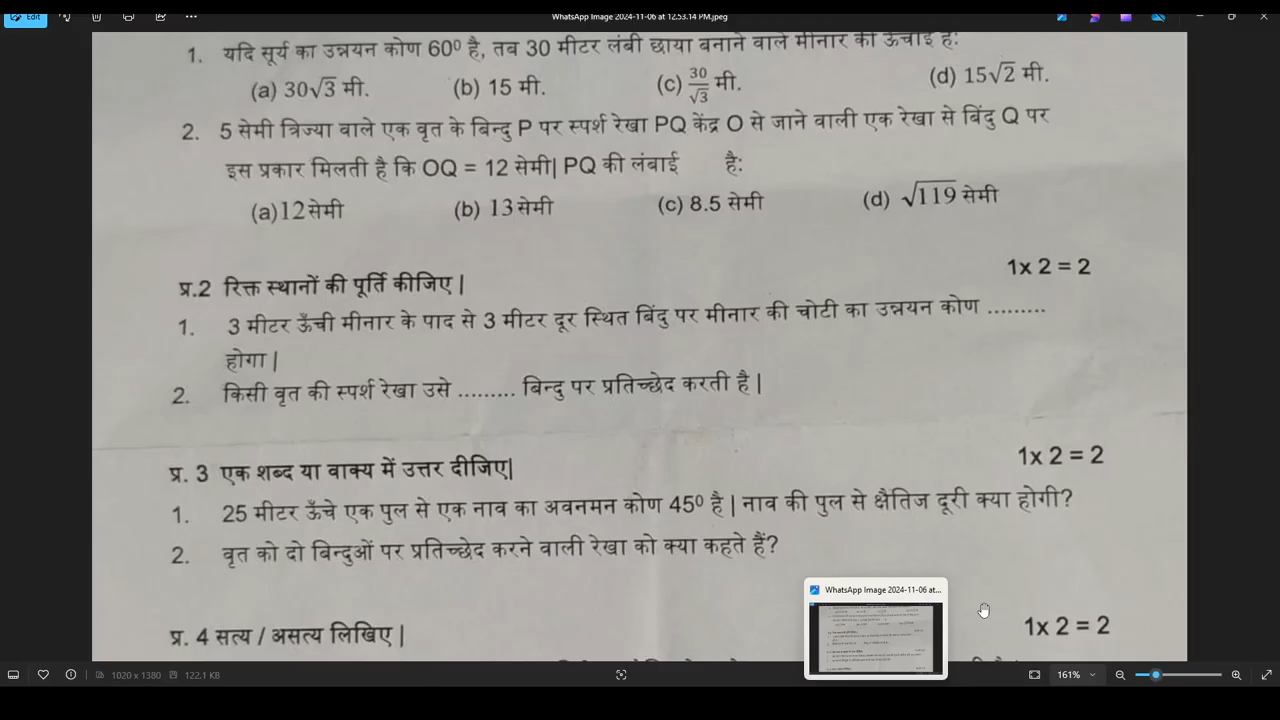 Edit
WhatsApp Image 2024-11-06 at 12.53.14 PM.jpeg
1. यदि सूर्य का उन्नयन कोण 60⁰ है, तब 30 मीटर लंबी छाया बनाने वाले मीनार की ऊंचाई है:
(a) 30√3 मी. (b) 15 मी. (c) 30/√3 मी. (d) 15√2 मी.
2. 5 सेमी त्रिज्या वाले एक वृत के बिन्दु P पर स्पर्श रेखा PQ केंद्र O से जाने वाली एक रेखा से बिंदु Q पर
इस प्रकार मिलती है कि OQ = 12 सेमी| PQ की लंबाई है:
(a)12सेमी (b) 13सेमी (c) 8.5 सेमी (d) √119 सेमी
प्र.2 रिक्त स्थानों की पूर्ति कीजिए | 1x 2 = 2
1. 3 मीटर ऊँची मीनार के पाद से 3 मीटर दूर स्थित बिंदु पर मीनार की चोटी का उन्नयन कोण .........
होगा |
2. किसी वृत की स्पर्श रेखा उसे ......... बिन्दु पर प्रतिच्छेद करती है |
प्र. 3 एक शब्द या वाक्य में उत्तर दीजिए| 1x 2 = 2
1. 25 मीटर ऊँचे एक पुल से एक नाव का अवनमन कोण 45⁰ है | नाव की पुल से क्षैतिज दूरी क्या होगी?
2. वृत को दो बिन्दुओं पर प्रतिच्छेद करने वाली रेखा को क्या कहते हैं?
WhatsApp Image 2024-11-06 at...
प्र. 4 सत्य / असत्य लिखिए | 1x 2 = 2
1020 x 1380 122.1 KB 161%